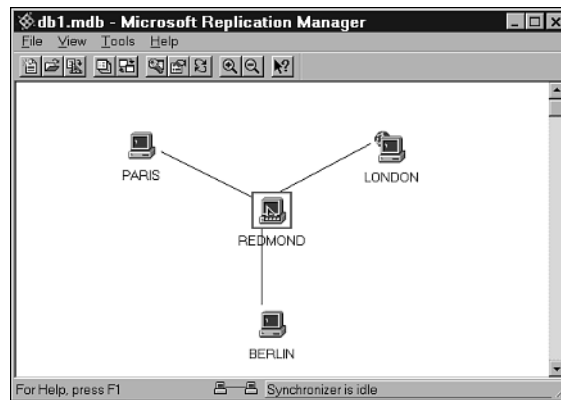 db1.mdb - Microsoft Replication Manager
File View Tools Help
PARIS
LONDON
REDMOND
BERLIN
For Help, press F1
Synchronizer is idle